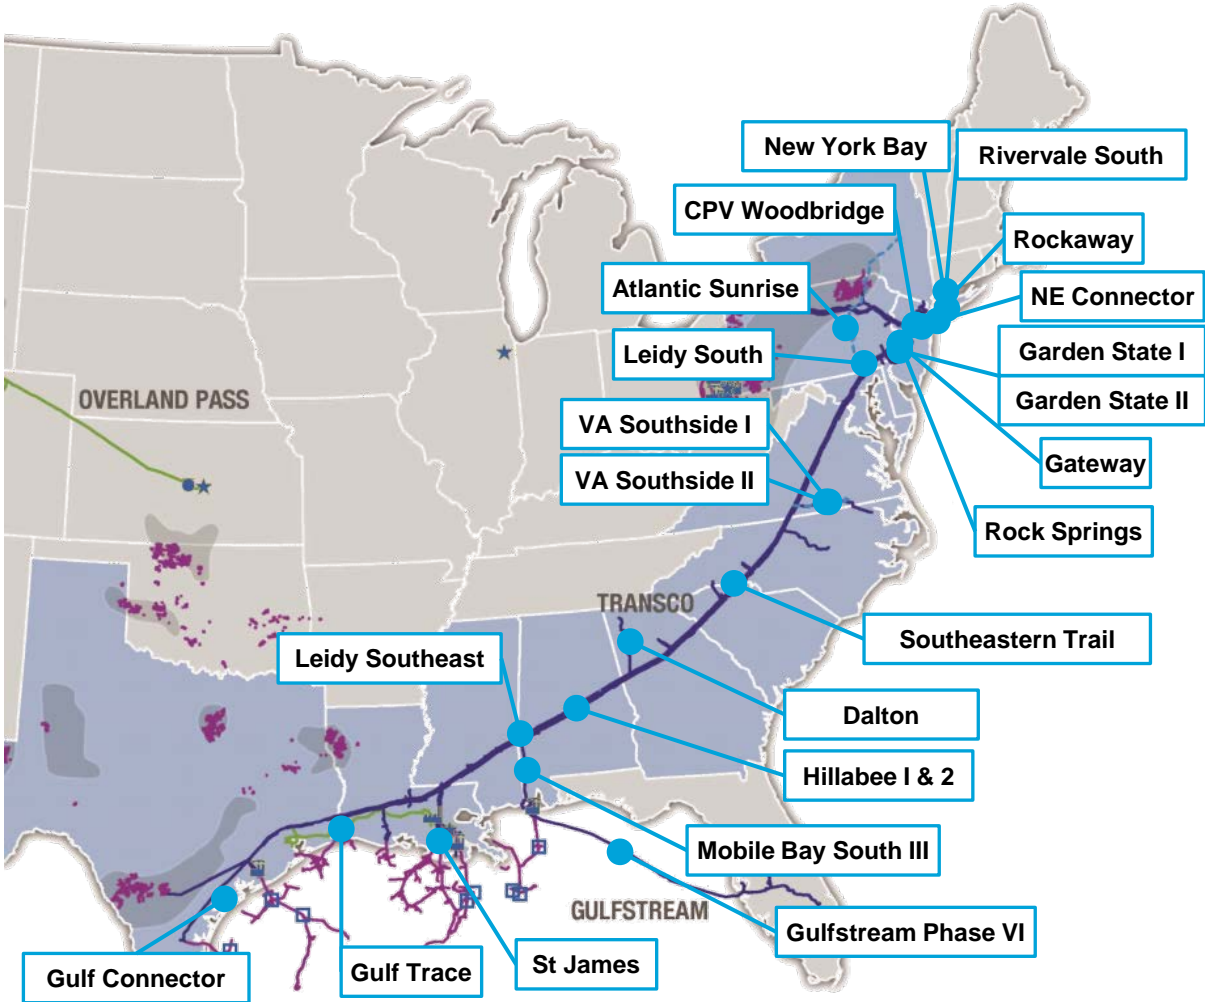 New York Bay
Rivervale South
CPV Woodbridge
Rockaway
Atlantic Sunrise
NE Connector
Leidy South
Garden State I
Garden State II
OVERLAND PASS
VA Southside I
Gateway
VA Southside II
Rock Springs
TRANSCO
Southeastern Trail
Leidy Southeast
Dalton
Hillabee I & 2
Mobile Bay South III
GULFSTREAM
Gulfstream Phase VI
St James
Gulf Trace
Gulf Connector